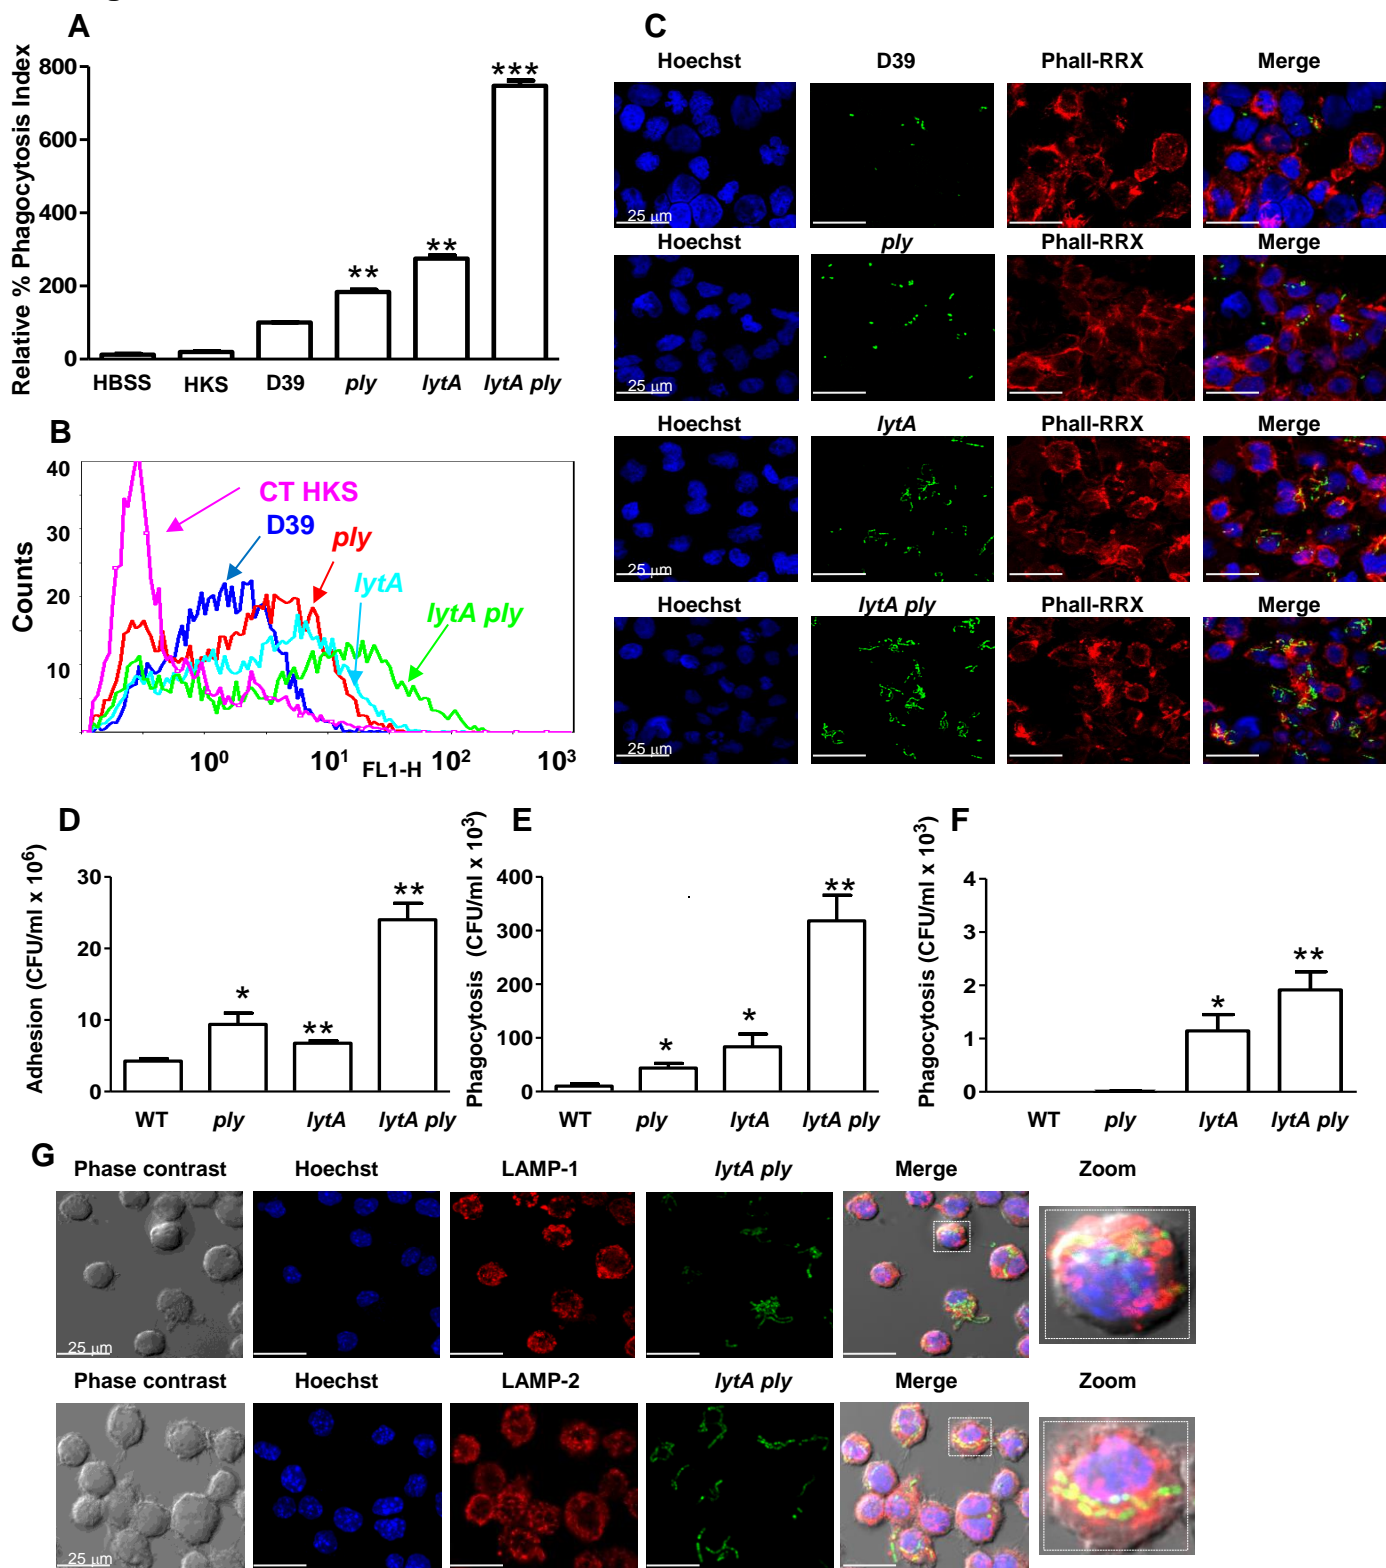 A
Relative % Phagocytosis Index
800
600
400
200
0
***
**
**
HBSS HKS D39 ply lytA lytA ply
B
Counts
40
30
20
10
CT HKS
D39
ply
lytA
lytA ply
10⁰ 10¹ FL1-H 10² 10³
C
Hoechst D39 Phall-RRX Merge
25 µm
Hoechst ply Phall-RRX Merge
25 µm
Hoechst lytA Phall-RRX Merge
25 µm
Hoechst lytA ply Phall-RRX Merge
25 µm
D
Adhesion (CFU/ml x 10⁶)
30
20
10
0
*
**
**
WT ply lytA lytA ply
E
Phagocytosis (CFU/ml x 10³)
400
300
200
100
0
*
*
**
WT ply lytA lytA ply
F
Phagocytosis (CFU/ml x 10³)
4
3
2
1
0
*
**
WT ply lytA lytA ply
G
Phase contrast Hoechst LAMP-1 lytA ply Merge Zoom
25 µm
Phase contrast Hoechst LAMP-2 lytA ply Merge Zoom
25 µm